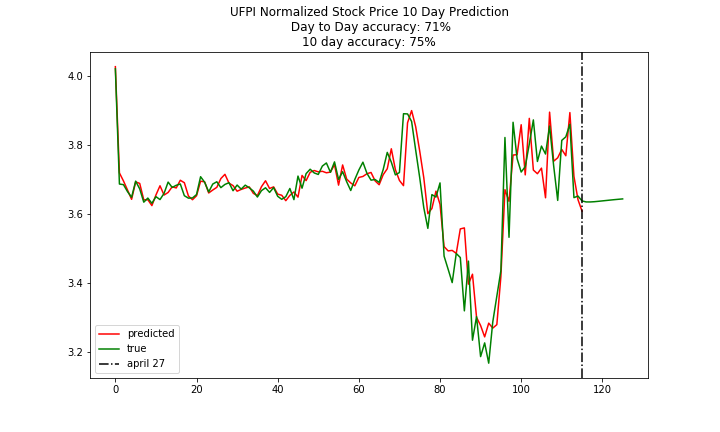 UFPI Normalized Stock Price 10 Day Prediction
Day to Day accuracy: 71%
10 day accuracy: 75%
4.0
3.8
3.6
3.4
3.2
predicted
true
april 27
0 20 40 60 80 100 120